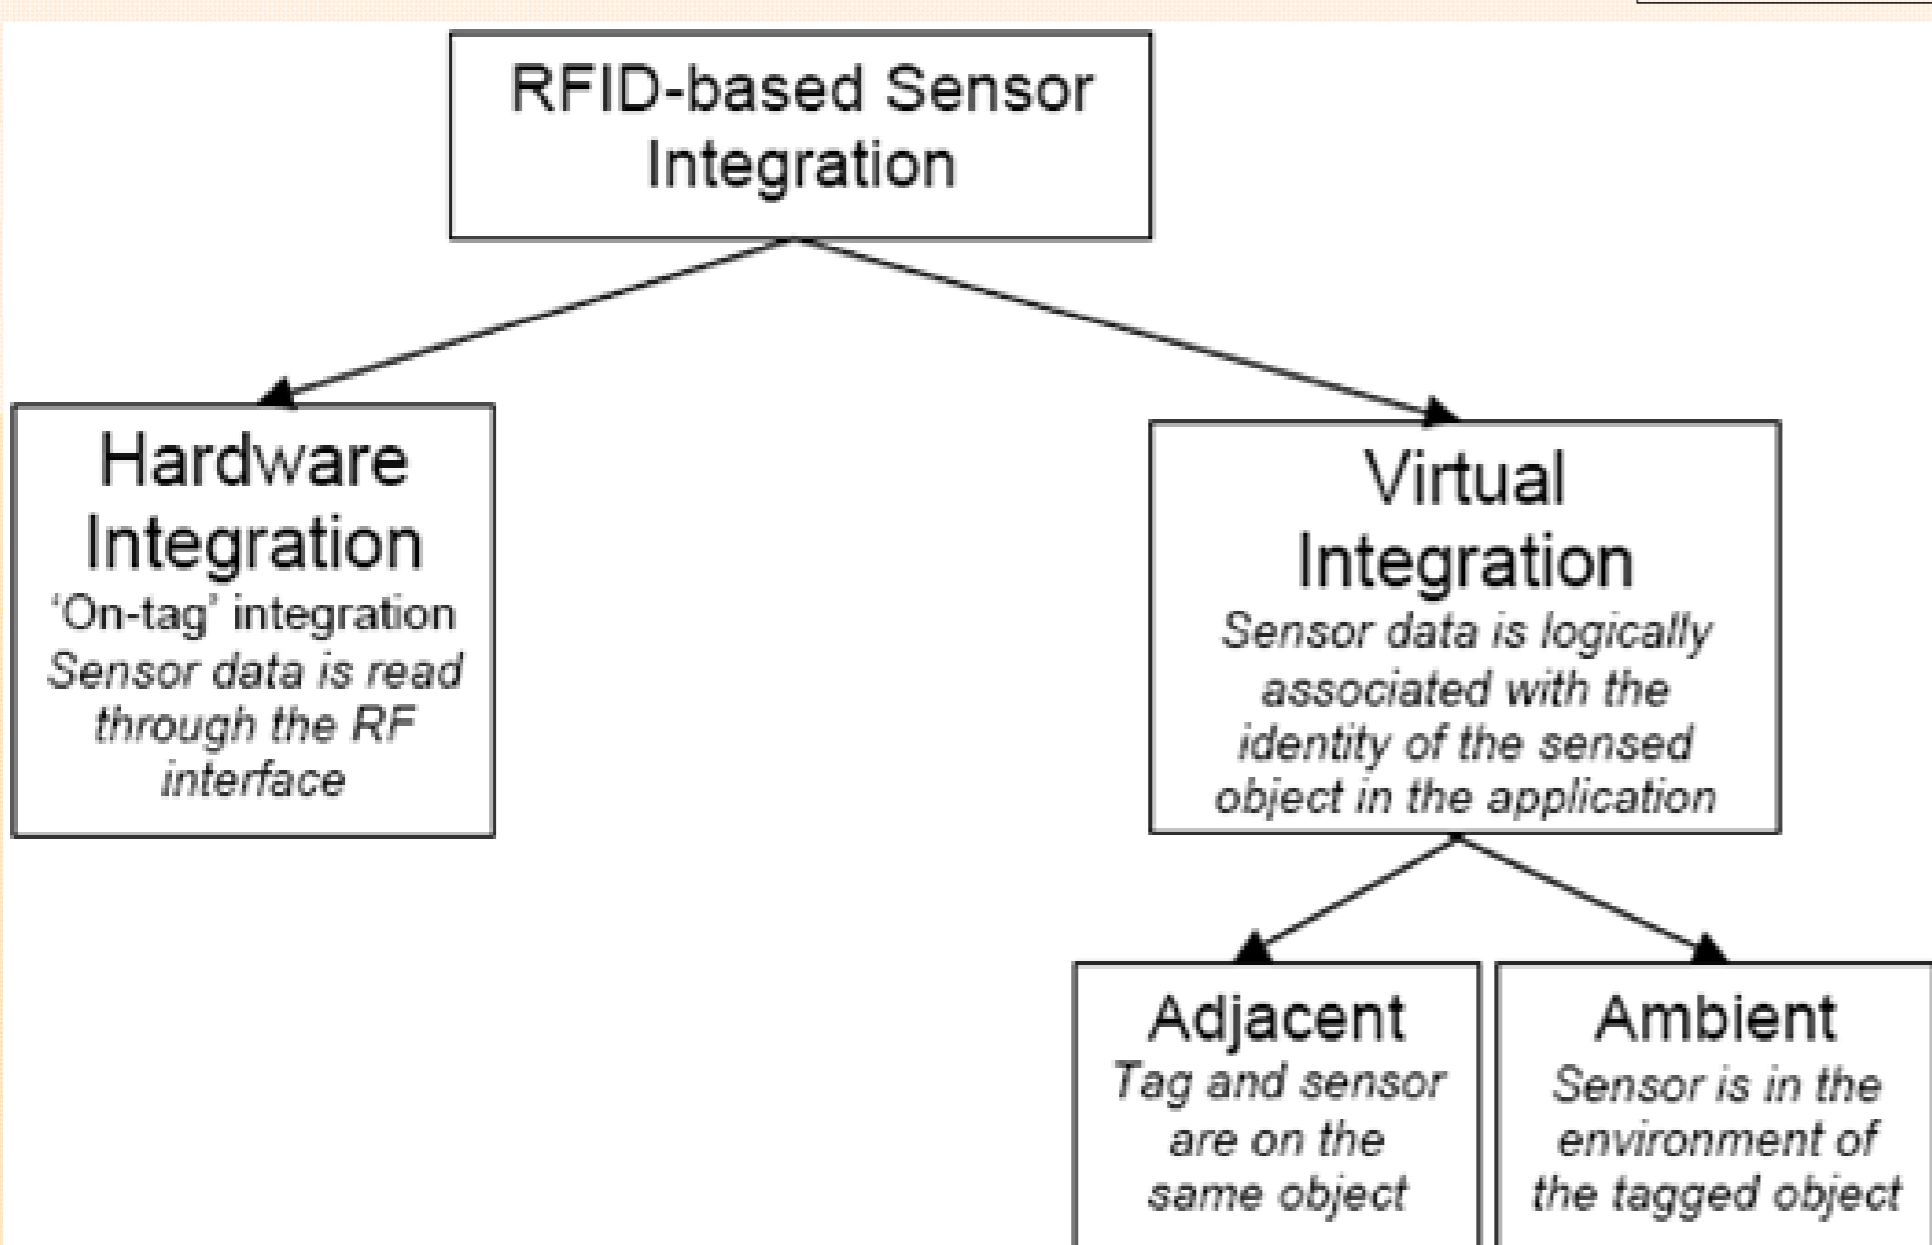 RFID-based Sensor
Integration
Hardware
Integration
‘On-tag’ integration
Sensor data is read
through the RF
interface
Virtual
Integration
Sensor data is logically
associated with the
identity of the sensed
object in the application
Adjacent
Tag and sensor
are on the
same object
Ambient
Sensor is in the
environment of
the tagged object